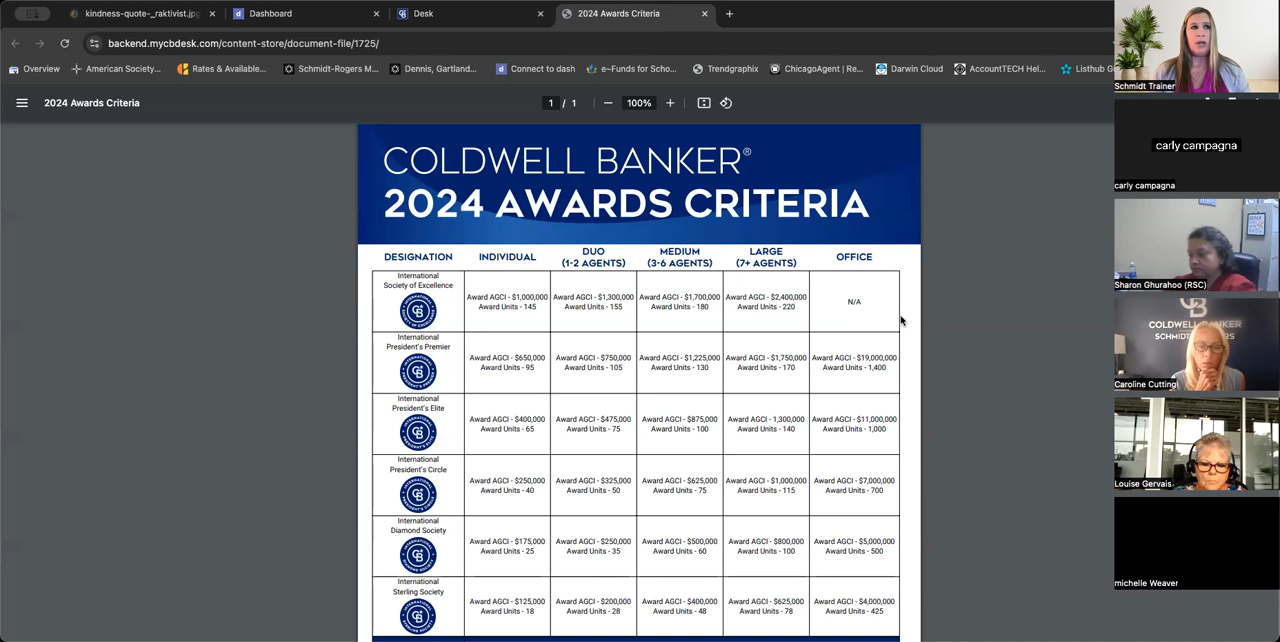 kindness-quote-_raktivist.jpg
Dashboard
Desk
2024 Awards Criteria
backend.mycbdesk.com/content-store/document-file/1725/
Overview
American Society...
Rates & Available...
Schmidt-Rogers M...
Dennis, Gartland...
Connect to dash
e~Funds for Scho...
Trendgraphix
ChicagoAgent | Re...
Darwin Cloud
AccountTECH Hel...
Listhub G
2024 Awards Criteria
1 / 1
100%
COLDWELL BANKER®
2024 AWARDS CRITERIA
DESIGNATION
INDIVIDUAL
DUO
(1-2 AGENTS)
MEDIUM
(3-6 AGENTS)
LARGE
(7+ AGENTS)
OFFICE
International
Society of Excellence
Award AGCI - $1,000,000
Award Units - 145
Award AGCI - $1,300,000
Award Units - 155
Award AGCI - $1,700,000
Award Units - 180
Award AGCI - $2,400,000
Award Units - 220
N/A
International
President's Premier
Award AGCI - $650,000
Award Units - 95
Award AGCI - $750,000
Award Units - 105
Award AGCI - $1,225,000
Award Units - 130
Award AGCI - $1,750,000
Award Units - 170
Award AGCI - $19,000,000
Award Units - 1,400
International
President's Elite
Award AGCI - $400,000
Award Units - 65
Award AGCI - $475,000
Award Units - 75
Award AGCI - $875,000
Award Units - 100
Award AGCI - 1,300,000
Award Units - 140
Award AGCI - $11,000,000
Award Units - 1,000
International
President's Circle
Award AGCI - $250,000
Award Units - 40
Award AGCI - $325,000
Award Units - 50
Award AGCI - $625,000
Award Units - 75
Award AGCI - $1,000,000
Award Units - 115
Award AGCI - $7,000,000
Award Units - 700
International
Diamond Society
Award AGCI - $175,000
Award Units - 25
Award AGCI - $250,000
Award Units - 35
Award AGCI - $500,000
Award Units - 60
Award AGCI - $800,000
Award Units - 100
Award AGCI - $5,000,000
Award Units - 500
International
Sterling Society
Award AGCI - $125,000
Award Units - 18
Award AGCI - $200,000
Award Units - 28
Award AGCI - $400,000
Award Units - 48
Award AGCI - $625,000
Award Units - 78
Award AGCI - $4,000,000
Award Units - 425
Schmidt Trainer
carly campagna
carly campagna
Sharon Ghurahoo (RSC)
COLDWELL BANKER
Caroline Cutting
Louise Gervais
michelle Weaver